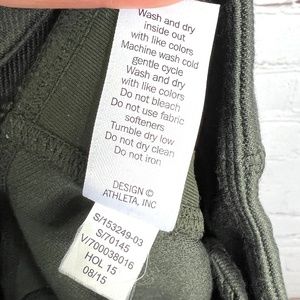 Wash and dry
inside out
with like colors
Machine wash cold
gentle cycle
Wash and dry
with like colors
Do not bleach
Do not use fabric
softeners
Tumble dry low
Do not dry clean
Do not iron
DESIGN ©
ATHLETA, INC
S/153249-03
S/70145
V/700038016
HOL 15
08/15